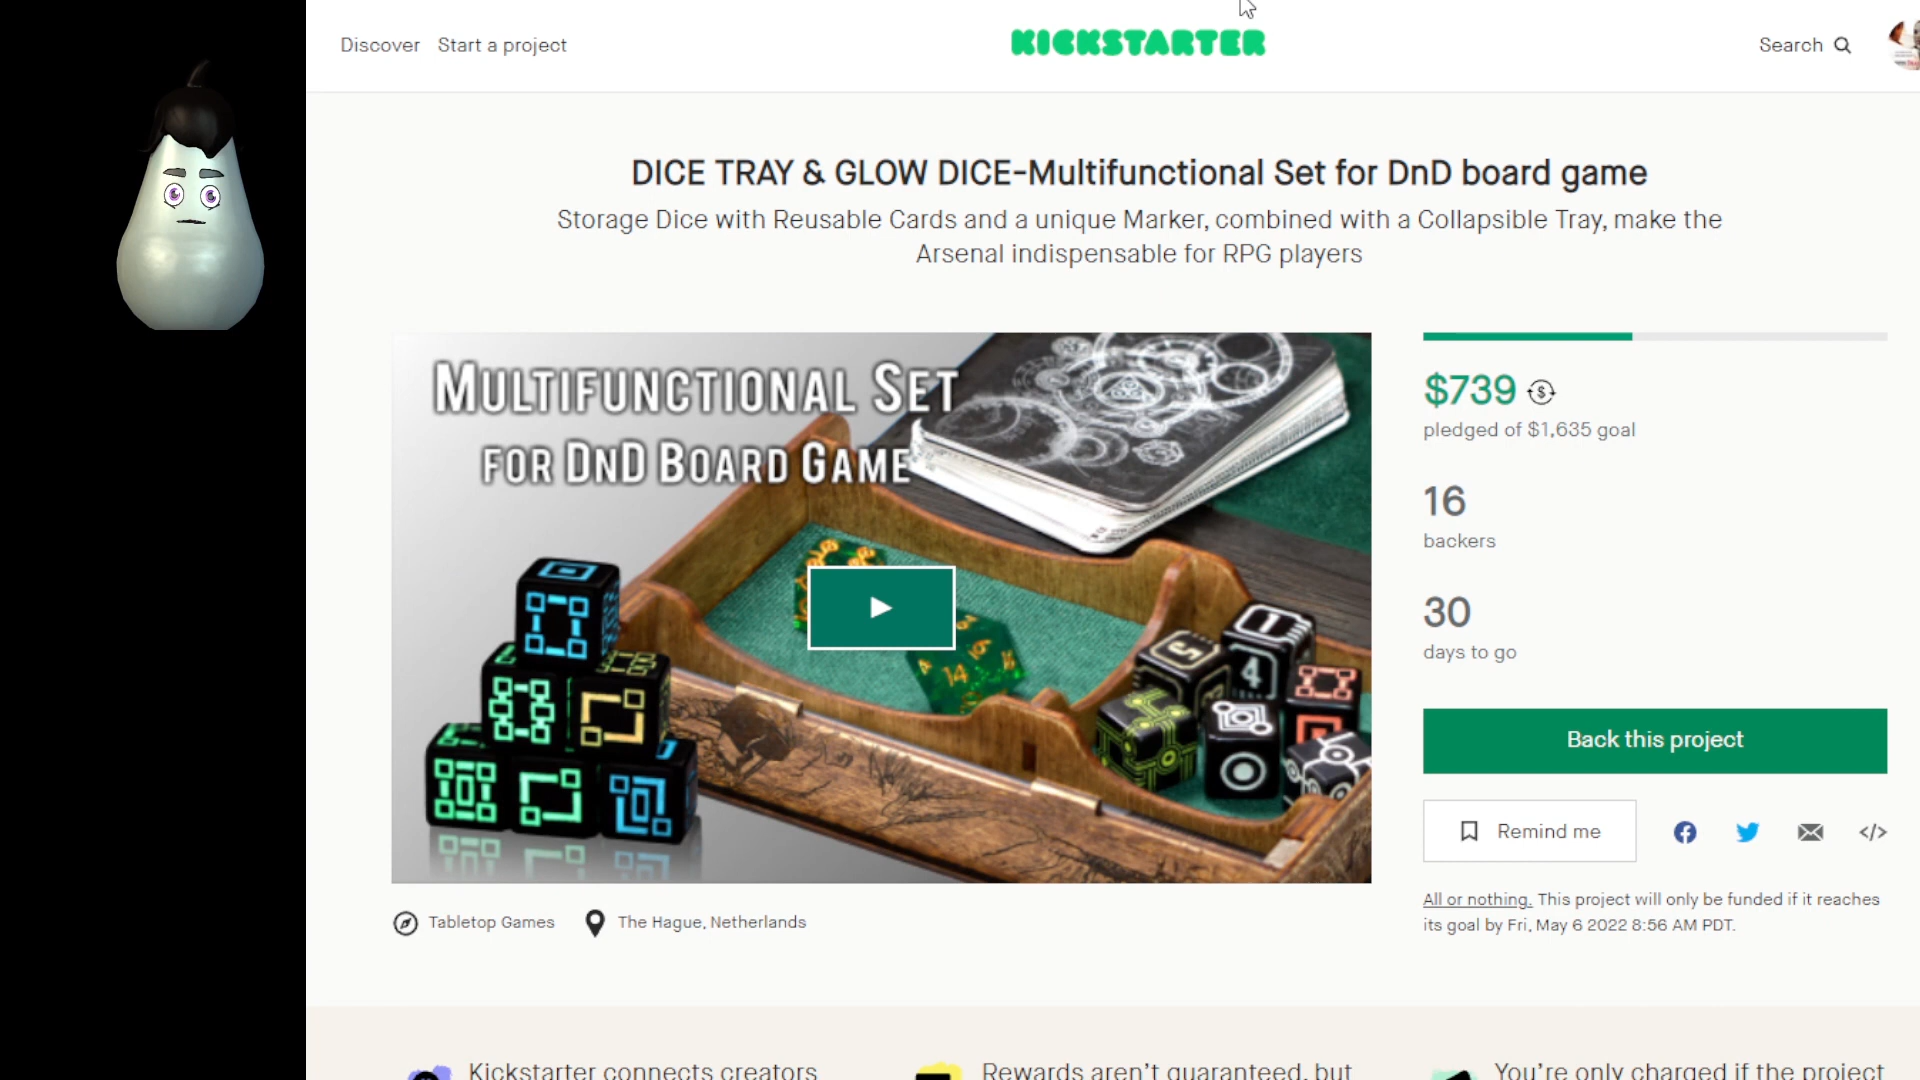 Discover Start a project
KICKSTARTER
Search
DICE TRAY & GLOW DICE-Multifunctional Set for DnD board game
Storage Dice with Reusable Cards and a unique Marker, combined with a Collapsible Tray, make the
Arsenal indispensable for RPG players
MULTIFUNCTIONAL SET
FOR DND BOARD GAME
14
5
4
1
$739
pledged of $1,635 goal
16
backers
30
days to go
Back this project
Remind me
All or nothing. This project will only be funded if it reaches
its goal by Fri, May 6 2022 8:56 AM PDT.
Tabletop Games The Hague, Netherlands
Kickstarter connects creators
Rewards aren't guaranteed, but
You're only charged if the project